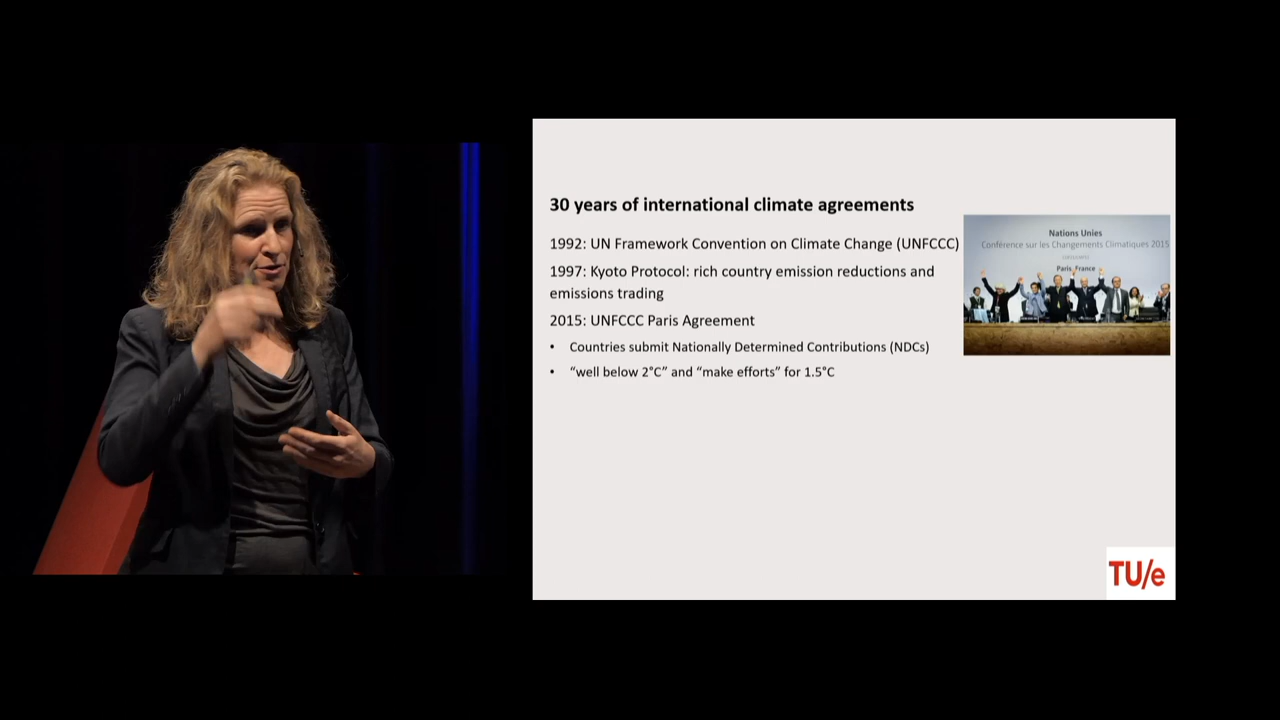 30 years of international climate agreements
1992: UN Framework Convention on Climate Change (UNFCCC)
1997: Kyoto Protocol: rich country emission reductions and
emissions trading
2015: UNFCCC Paris Agreement
• Countries submit Nationally Determined Contributions (NDCs)
• “well below 2°C” and “make efforts” for 1.5°C
Nations Unies
Conférence sur les Changements Climatiques 2015
Paris, France
TU/e